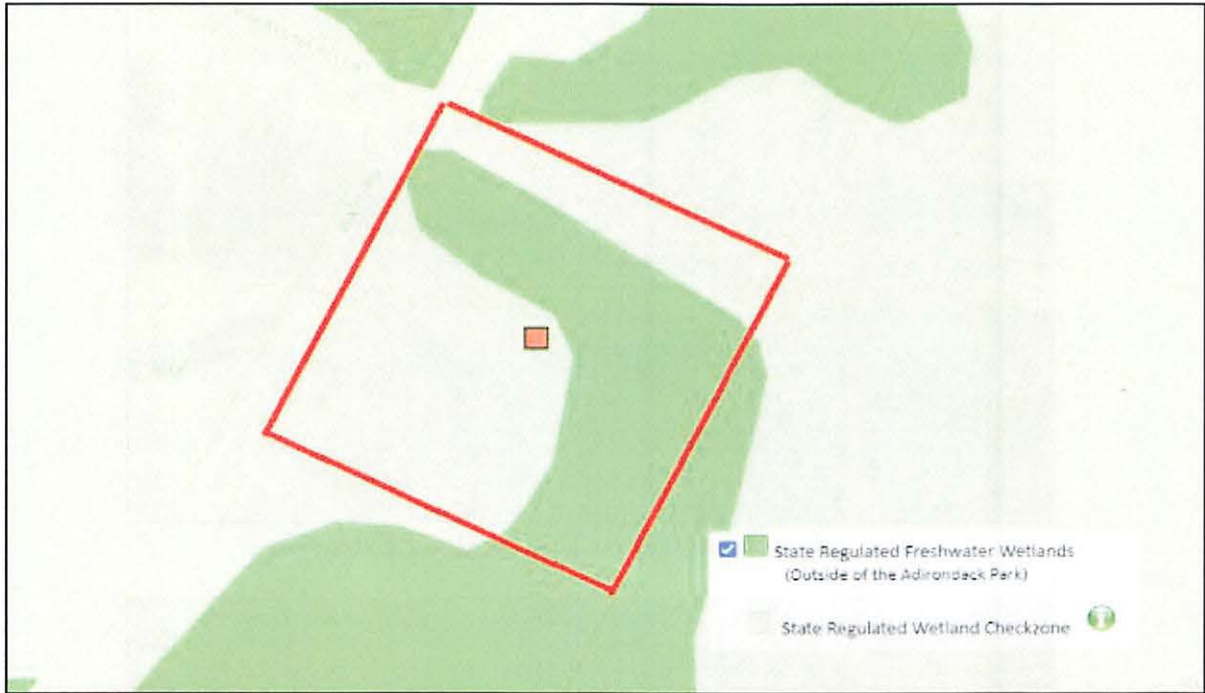 State Regulated Freshwater Wetlands
(Outside of the Adirondack Park)
State Regulated Wetland Checkzone